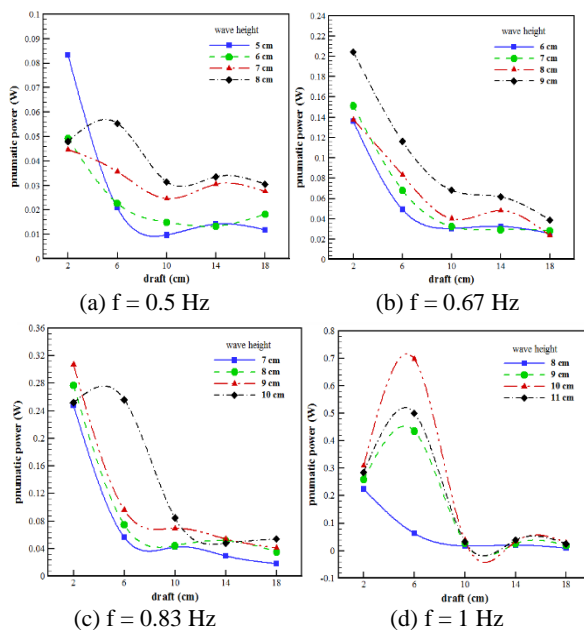 0.1
0.09
0.08
0.07
0.06
0.05
0.04
0.03
0.02
0.01
0
pnumatic power (W)
wave height
5 cm
6 cm
7 cm
8 cm
2 6 10 14 18
draft (cm)
(a) f = 0.5 Hz
0.24
0.2
0.16
0.12
0.08
0.04
0
pnumatic power (W)
wave height
6 cm
7 cm
8 cm
9 cm
2 6 10 14 18
draft (cm)
(b) f = 0.67 Hz
0.36
0.32
0.28
0.24
0.2
0.16
0.12
0.08
0.04
0
pnumatic power (W)
wave height
7 cm
8 cm
9 cm
10 cm
2 6 10 14 18
draft (cm)
(c) f = 0.83 Hz
0.8
0.7
0.6
0.5
0.4
0.3
0.2
0.1
0
-0.1
pnumatic power (W)
wave height
8 cm
9 cm
10 cm
11 cm
2 6 10 14 18
draft (cm)
(d) f = 1 Hz